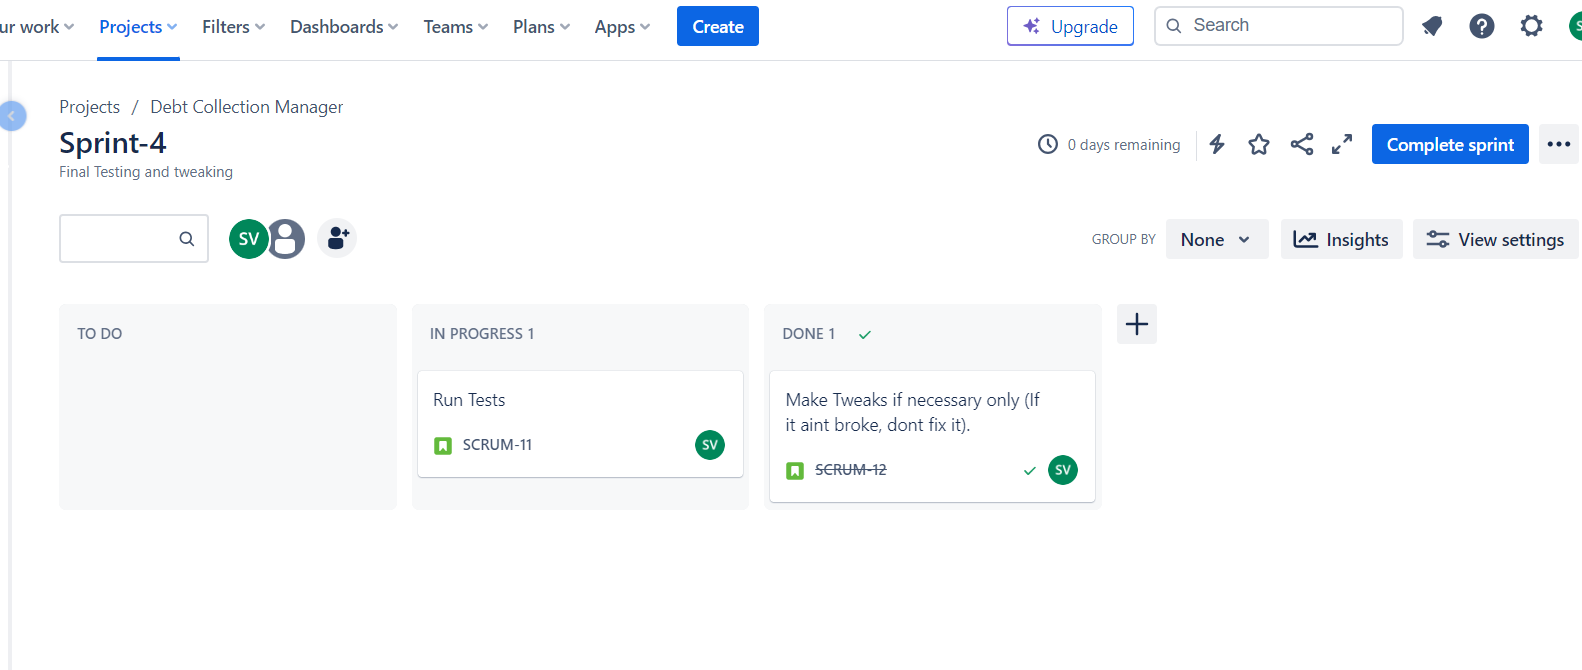 ur work Projects Filters Dashboards Teams Plans Apps Create Upgrade Search
Projects / Debt Collection Manager
Sprint-4
0 days remaining Complete sprint
Final Testing and tweaking
SV GROUP BY None Insights View settings
TO DO
IN PROGRESS 1
DONE 1
Run Tests
SCRUM-11 SV
Make Tweaks if necessary only (If
it aint broke, dont fix it).
SCRUM-12 SV